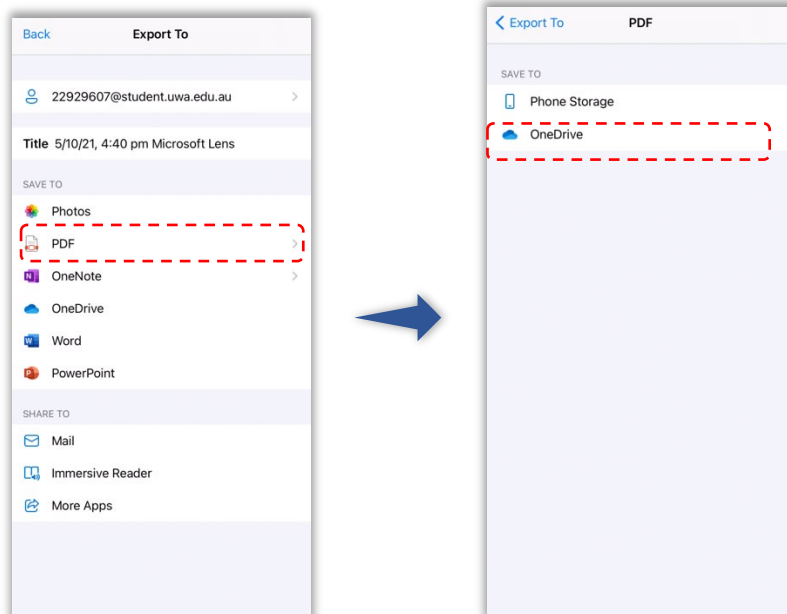 Back Export To
22929607@student.uwa.edu.au
Title 5/10/21, 4:40 pm Microsoft Lens
SAVE TO
Photos
PDF
OneNote
OneDrive
Word
PowerPoint
SHARE TO
Mail
Immersive Reader
More Apps
Export To PDF
SAVE TO
Phone Storage
OneDrive